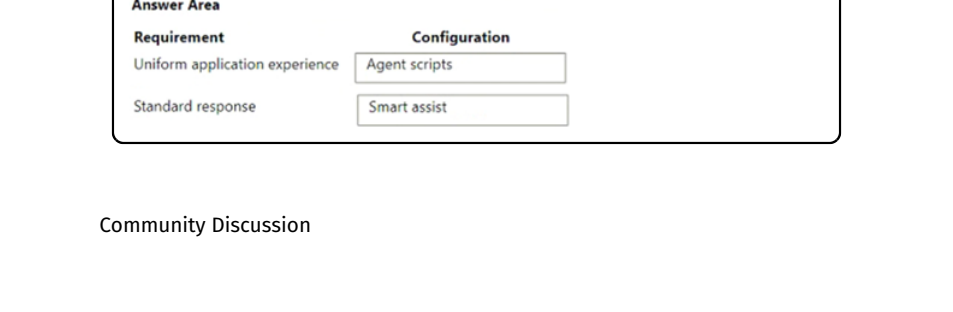 Answer Area
Requirement Configuration
Uniform application experience Agent scripts
Standard response Smart assist
Community Discussion